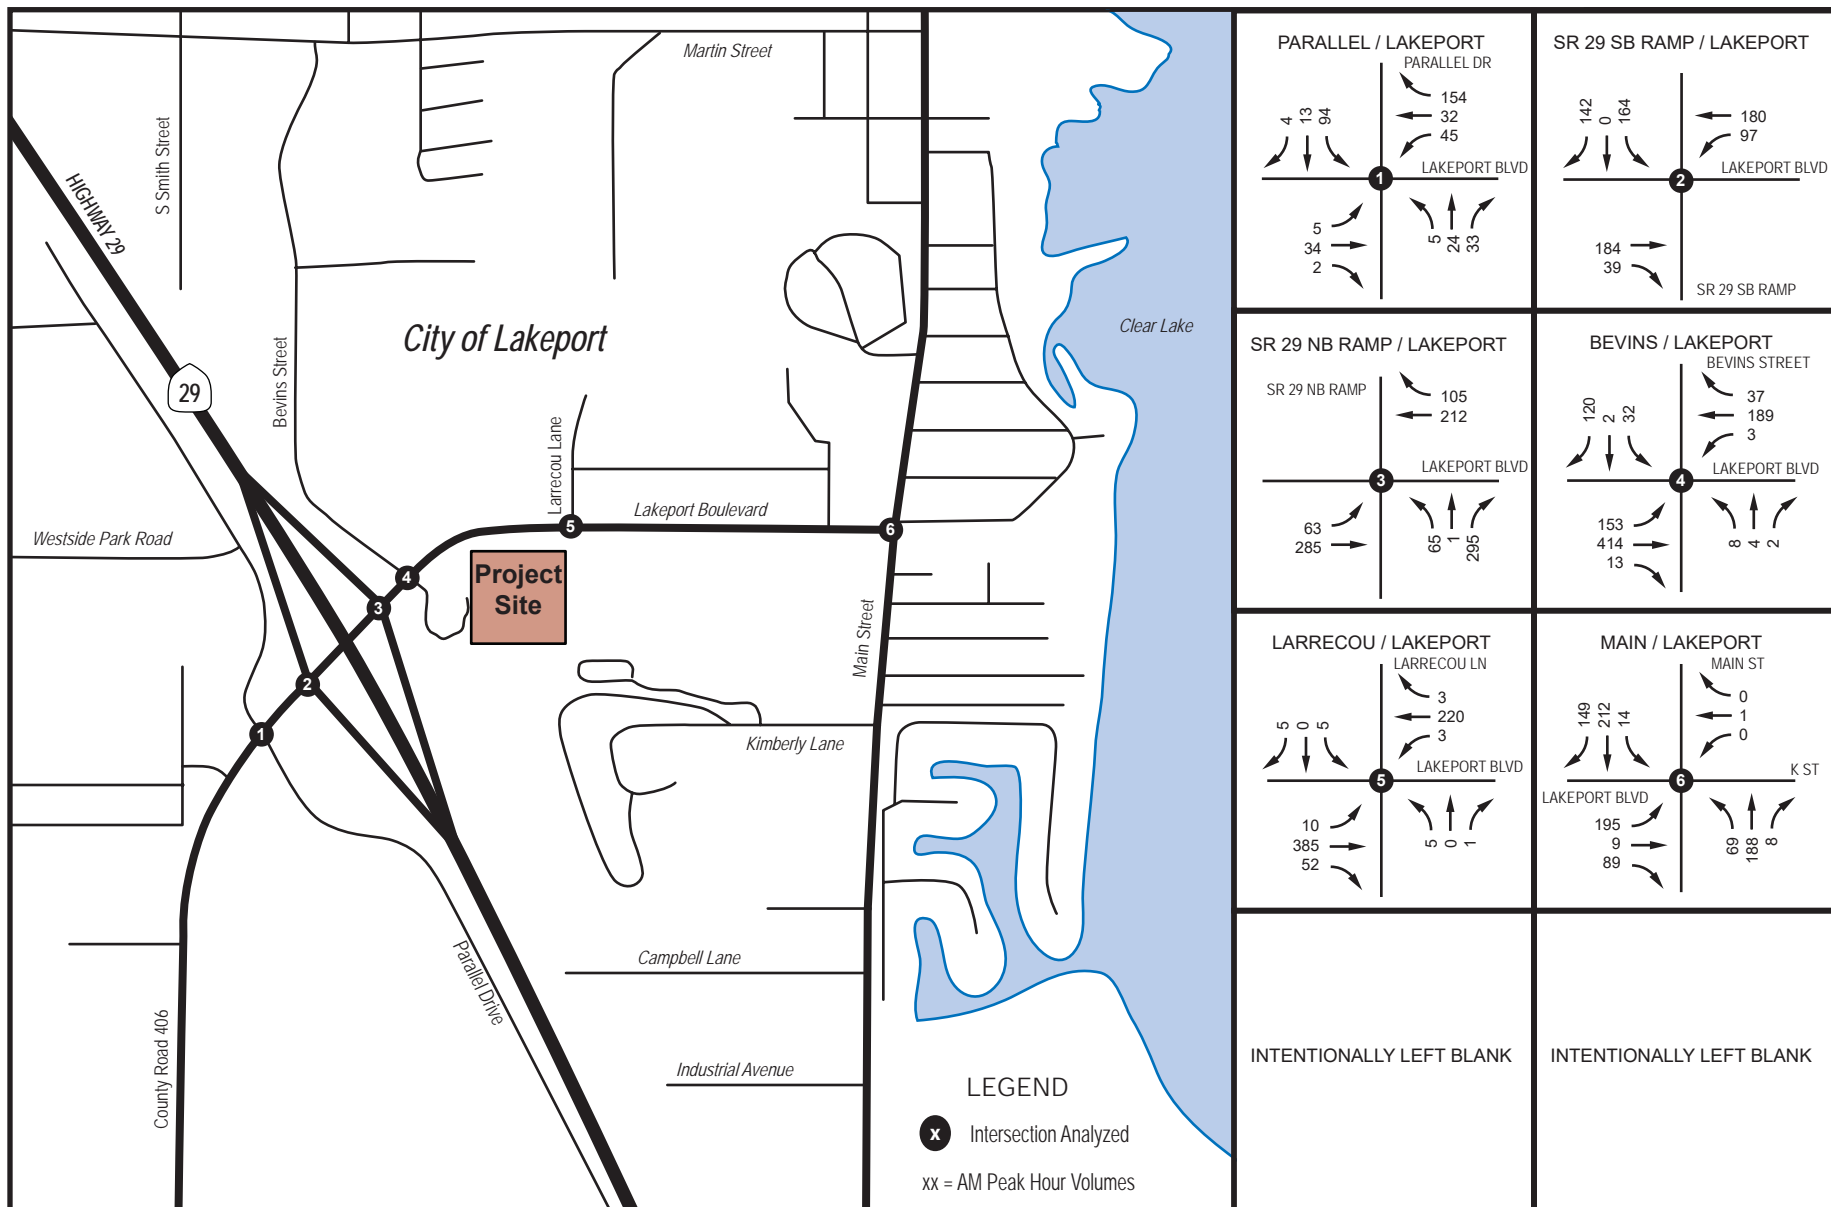 Martin Street
S Smith Street
HIGHWAY 29
29
Bevins Street
City of Lakeport
Clear Lake
Larrecou Lane
Lakeport Boulevard
Westside Park Road
5
6
4
3
2
1
Project
Site
Main Street
Kimberly Lane
Parallel Drive
Campbell Lane
County Road 406
Industrial Avenue
LEGEND
x Intersection Analyzed
xx = AM Peak Hour Volumes
PARALLEL / LAKEPORT
PARALLEL DR
4 13 94
154
32
45
LAKEPORT BLVD
1
5
34
2
5 24 33
SR 29 SB RAMP / LAKEPORT
142 0 164
180
97
LAKEPORT BLVD
2
184
39
SR 29 SB RAMP
SR 29 NB RAMP / LAKEPORT
SR 29 NB RAMP
105
212
LAKEPORT BLVD
3
63
285
65 1 295
BEVINS / LAKEPORT
BEVINS STREET
120 2 32
37
189
3
LAKEPORT BLVD
4
153
414
13
8 4 2
LARRECOU / LAKEPORT
LARRECOU LN
5 0 5
3
220
3
LAKEPORT BLVD
5
10
385
52
5 0 1
MAIN / LAKEPORT
MAIN ST
149 212 14
0
1
0
K ST
6
LAKEPORT BLVD
195
9
89
69 188 8
INTENTIONALLY LEFT BLANK
INTENTIONALLY LEFT BLANK